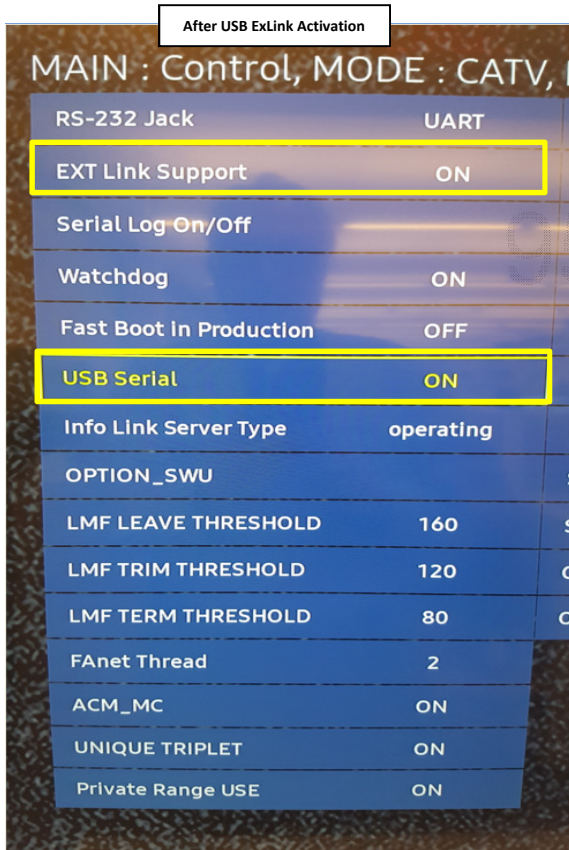 After USB ExLink Activation
MAIN : Control, MODE : CATV,
RS-232 Jack UART
EXT Link Support ON
Serial Log On/Off
Watchdog ON
Fast Boot in Production OFF
USB Serial ON
Info Link Server Type operating
OPTION_SWU
LMF LEAVE THRESHOLD 160
LMF TRIM THRESHOLD 120
LMF TERM THRESHOLD 80
FAnet Thread 2
ACM_MC ON
UNIQUE TRIPLET ON
Private Range USE ON